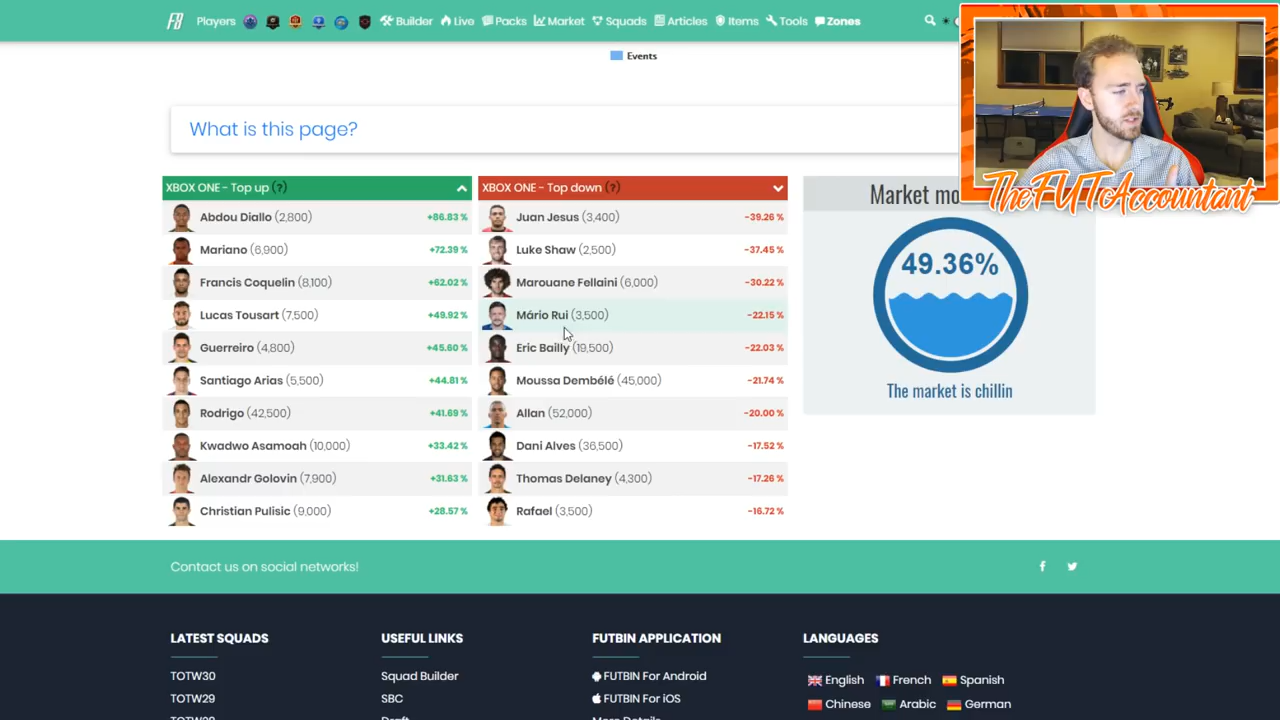 F8 Players Builder Live Packs Market Squads Articles Items Tools Zones
Events
What is this page?
TheFUTAccountant
XBOX ONE - Top up (?)
Abdou Diallo (2,800) +86.83 %
Mariano (6,900) +72.39 %
Francis Coquelin (8,100) +62.02 %
Lucas Tousart (7,500) +49.92 %
Guerreiro (4,800) +45.60 %
Santiago Arias (5,500) +44.81 %
Rodrigo (42,500) +41.69 %
Kwadwo Asamoah (10,000) +33.42 %
Alexandr Golovin (7,900) +31.63 %
Christian Pulisic (9,000) +28.57 %
XBOX ONE - Top down (?)
Juan Jesus (3,400) -39.26 %
Luke Shaw (2,500) -37.45 %
Marouane Fellaini (6,000) -30.22 %
Mário Rui (3,500) -22.15 %
Eric Bailly (19,500) -22.03 %
Moussa Dembélé (45,000) -21.74 %
Allan (52,000) -20.00 %
Dani Alves (36,500) -17.52 %
Thomas Delaney (4,300) -17.26 %
Rafael (3,500) -16.72 %
Market mo
49.36%
The market is chillin
Contact us on social networks!
LATEST SQUADS
TOTW30
TOTW29
USEFUL LINKS
Squad Builder
SBC
Draft
FUTBIN APPLICATION
FUTBIN For Android
FUTBIN For iOS
More Details
LANGUAGES
English French Spanish
Chinese Arabic German